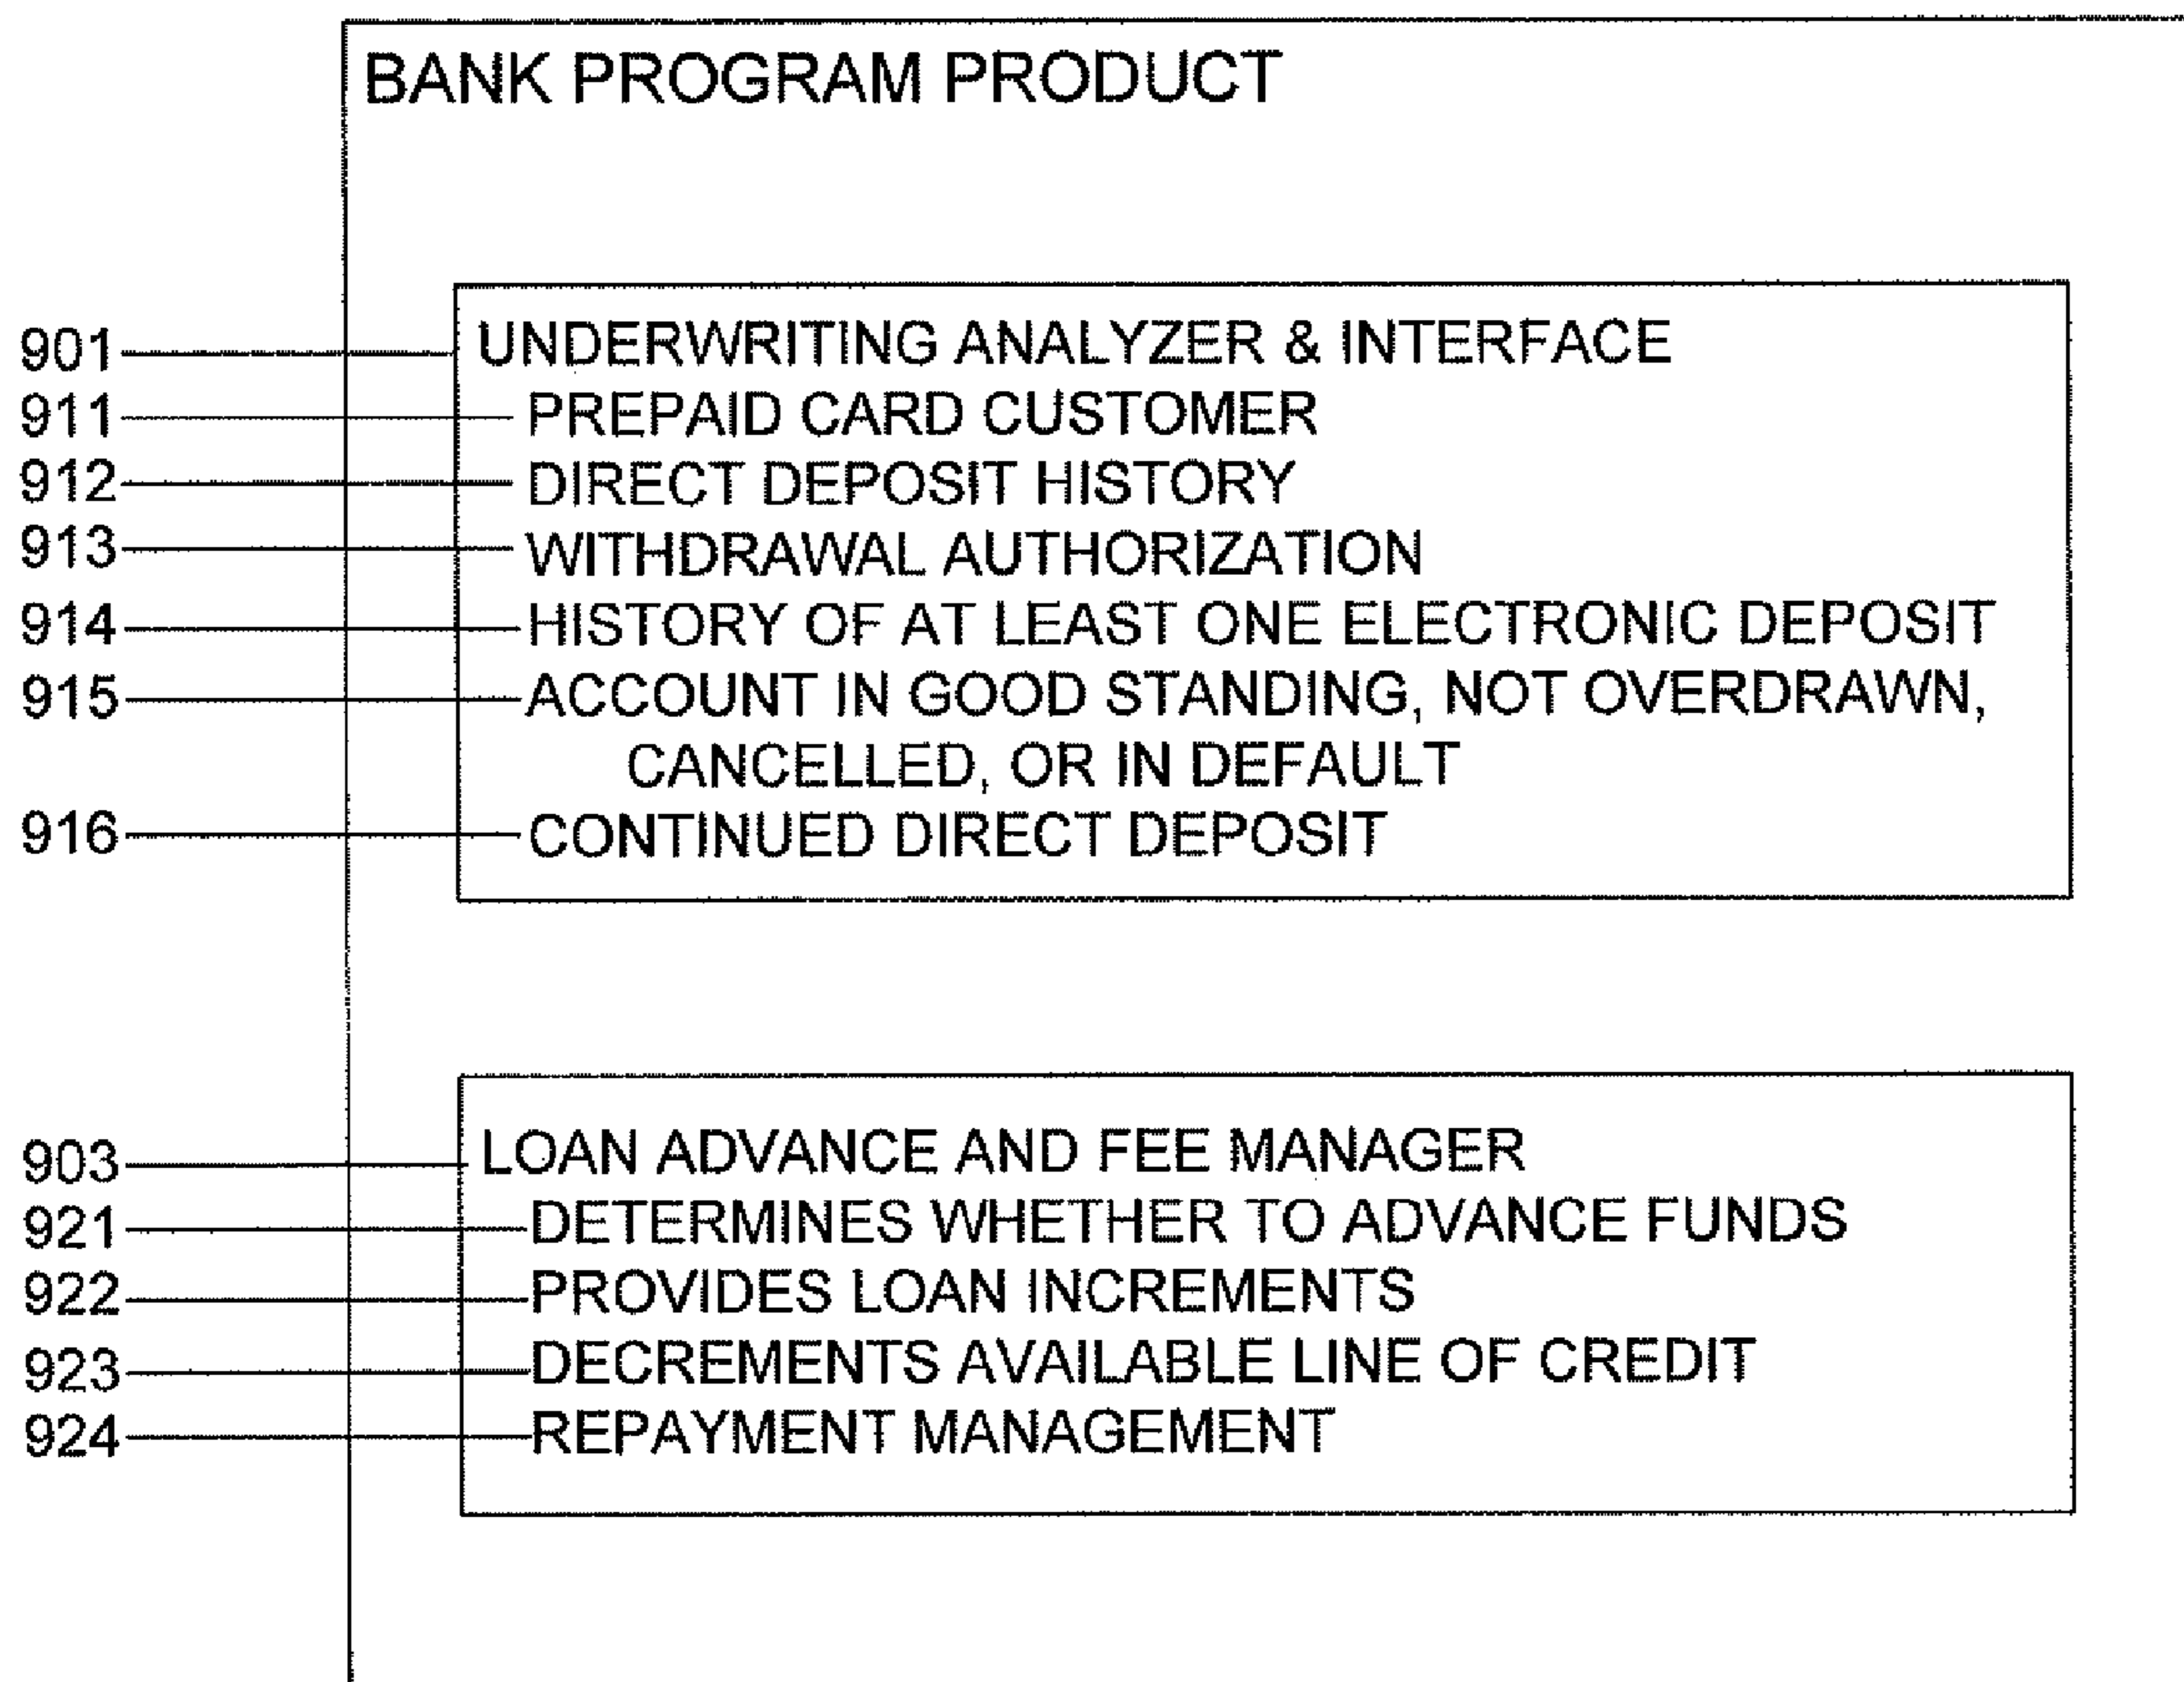 BANK PROGRAM PRODUCT
901 UNDERWRITING ANALYZER & INTERFACE
911 PREPAID CARD CUSTOMER
912 DIRECT DEPOSIT HISTORY
913 WITHDRAWAL AUTHORIZATION
914 HISTORY OF AT LEAST ONE ELECTRONIC DEPOSIT
915 ACCOUNT IN GOOD STANDING, NOT OVERDRAWN,
CANCELLED, OR IN DEFAULT
916 CONTINUED DIRECT DEPOSIT
903 LOAN ADVANCE AND FEE MANAGER
921 DETERMINES WHETHER TO ADVANCE FUNDS
922 PROVIDES LOAN INCREMENTS
923 DECREMENTS AVAILABLE LINE OF CREDIT
924 REPAYMENT MANAGEMENT